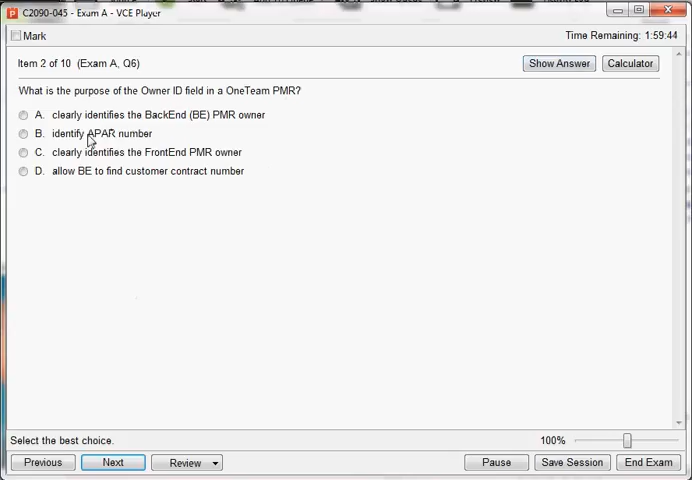 C2090-045 - Exam A - VCE Player
Mark
Time Remaining: 1:59:44
Item 2 of 10 (Exam A, Q6)
Show Answer
Calculator
What is the purpose of the Owner ID field in a OneTeam PMR?
A. clearly identifies the BackEnd (BE) PMR owner
B. identify APAR number
C. clearly identifies the FrontEnd PMR owner
D. allow BE to find customer contract number
Select the best choice.
100%
Previous
Next
Review
Pause
Save Session
End Exam